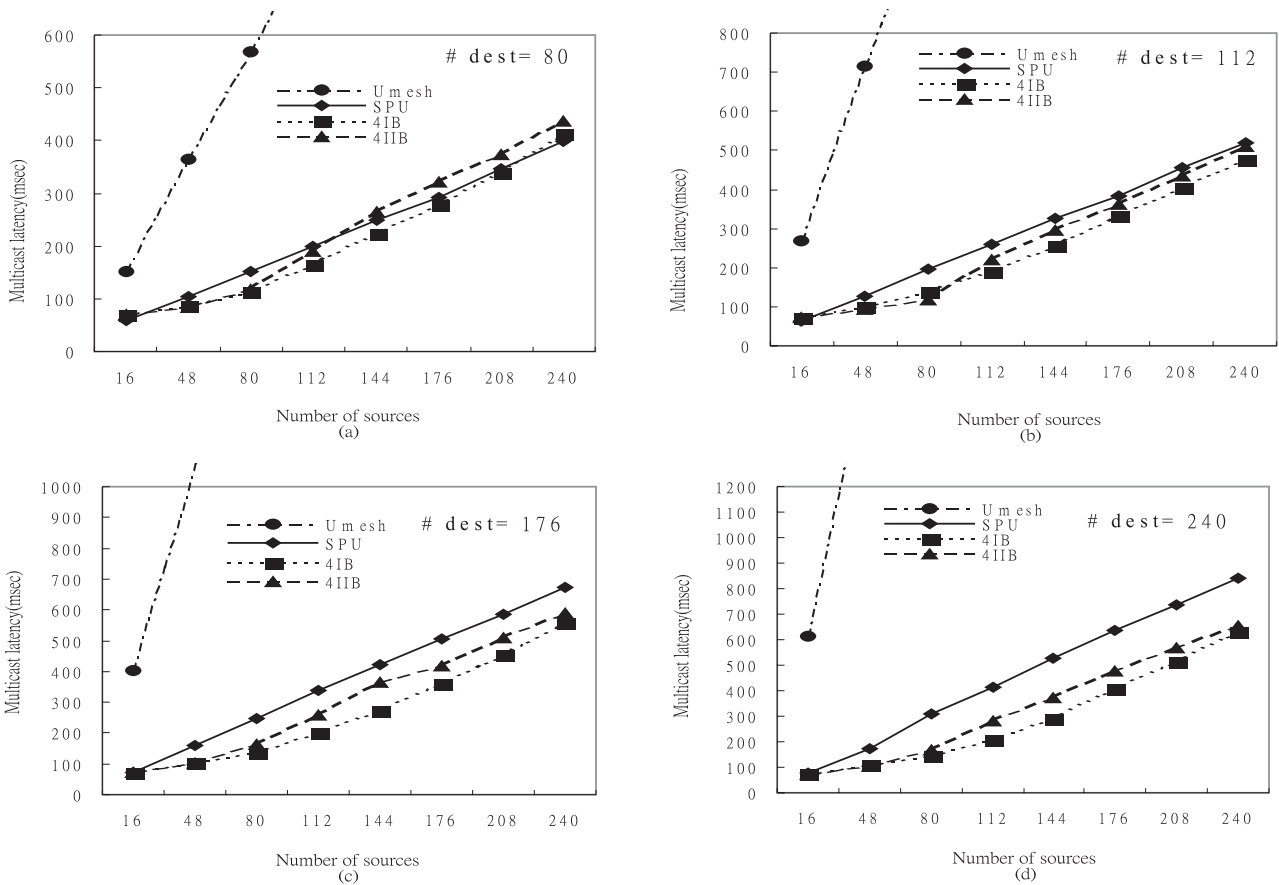 600
500
400
300
200
100
0
Multicast latency(msec)
# dest= 80
Umesh
SPU
4IB
4IIB
16 48 80 112 144 176 208 240
Number of sources
(a)
800
700
600
500
400
300
200
100
0
Multicast latency(msec)
# dest= 112
Umesh
SPU
4IB
4IIB
16 48 80 112 144 176 208 240
Number of sources
(b)
1000
900
800
700
600
500
400
300
200
100
0
Multicast latency(msec)
# dest= 176
Umesh
SPU
4IB
4IIB
16 48 80 112 144 176 208 240
Number of sources
(c)
1200
1100
1000
900
800
700
600
500
400
300
200
100
0
Multicast latency(msec)
# dest= 240
Umesh
SPU
4IB
4IIB
16 48 80 112 144 176 208 240
Number of sources
(d)